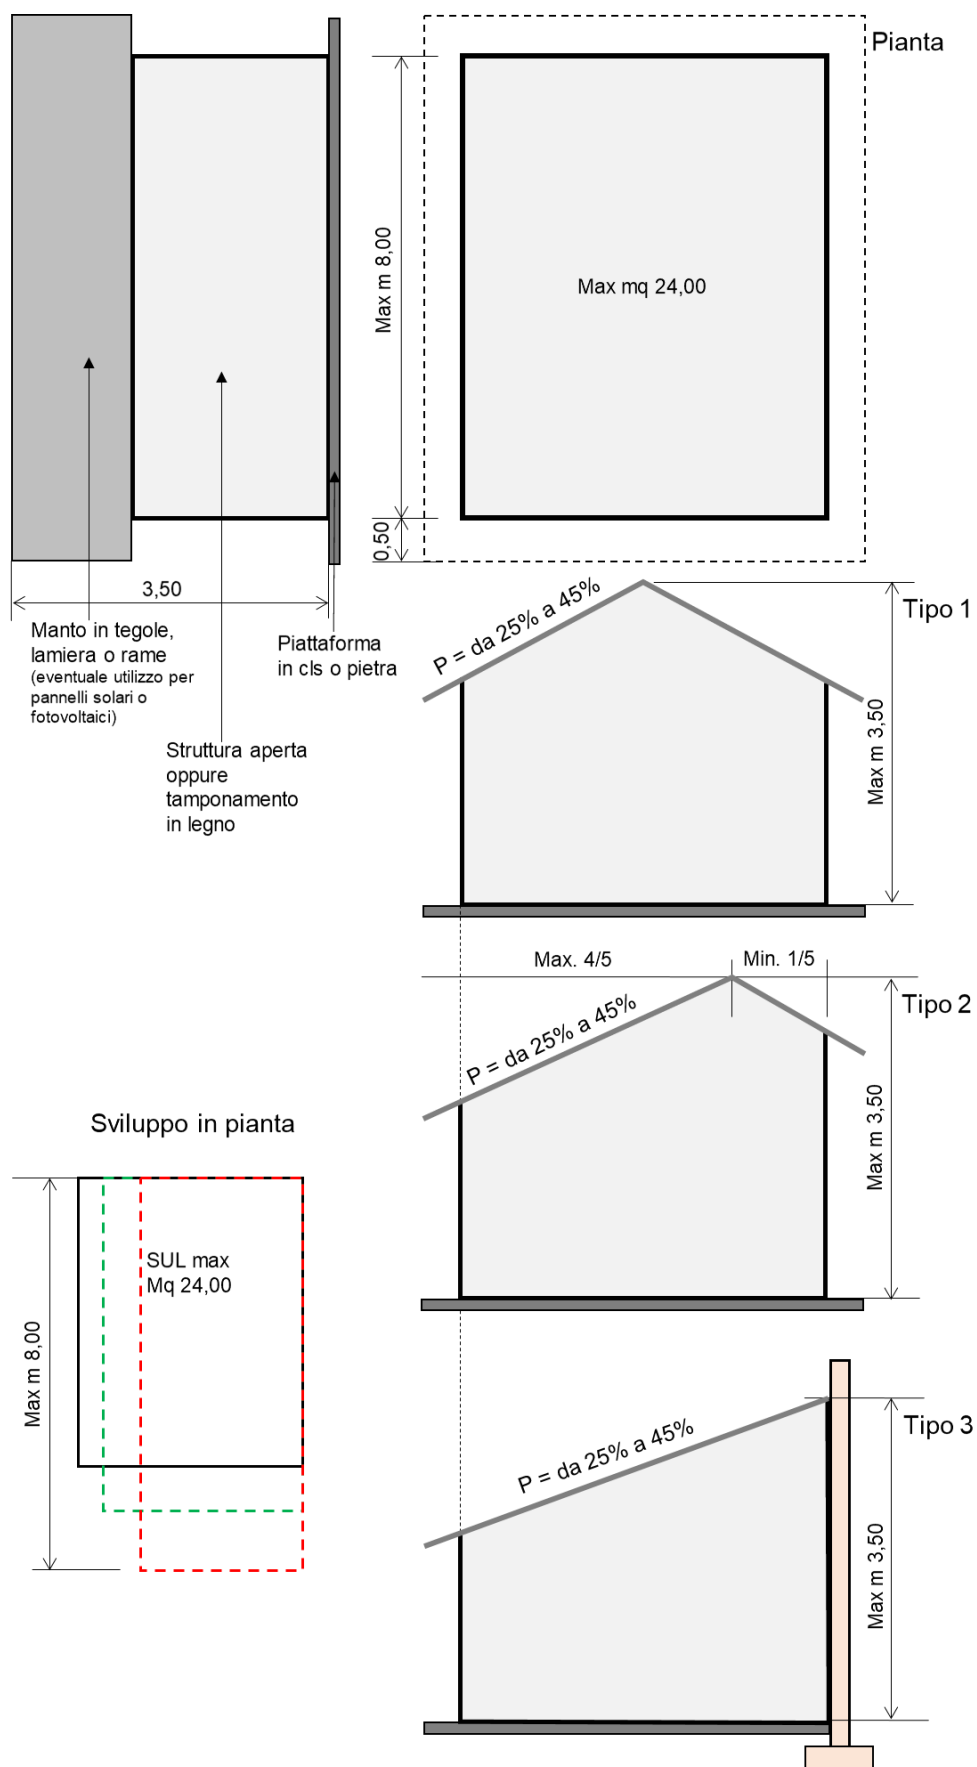 Pianta
Max m 8,00
Max mq 24,00
0,50
3,50
Manto in tegole,
lamiera o rame
(eventuale utilizzo per
pannelli solari o
fotovoltaici)
Piattaforma
in cls o pietra
Struttura aperta
oppure
tamponamento
in legno
P = da 25% a 45%
Tipo 1
Max m 3,50
Max. 4/5
Min. 1/5
P = da 25% a 45%
Tipo 2
Max m 3,50
Sviluppo in pianta
SUL max
Mq 24,00
Max m 8,00
P = da 25% a 45%
Tipo 3
Max m 3,50